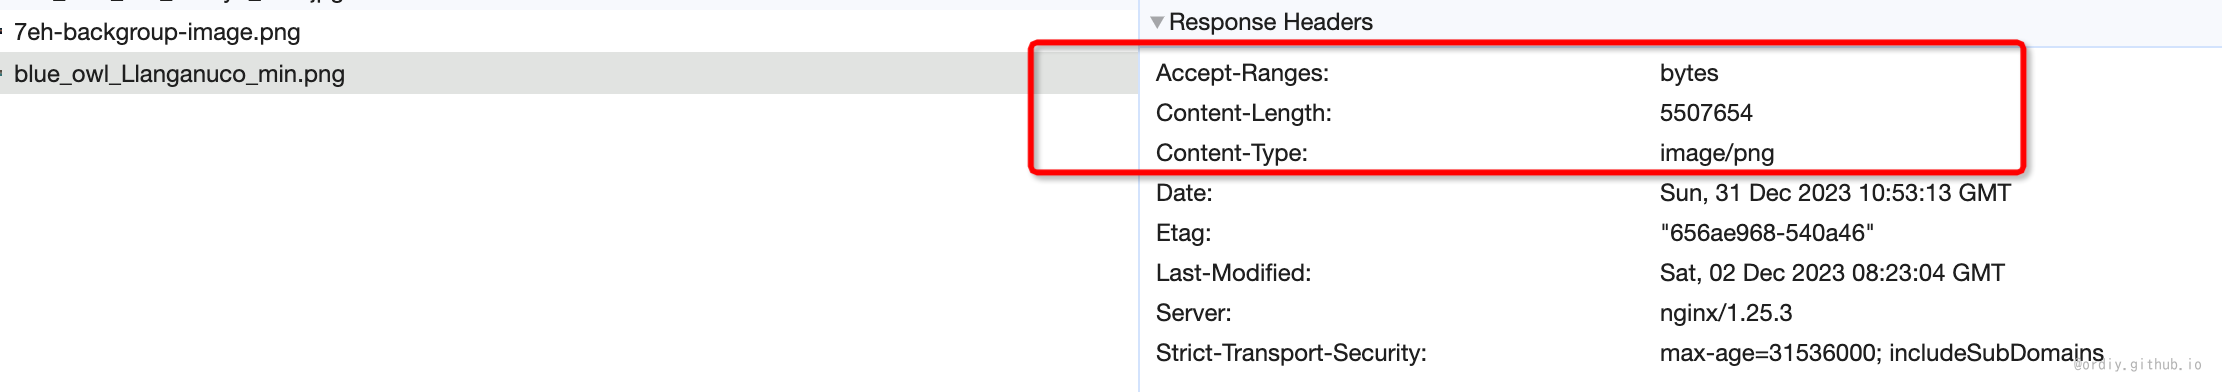 7eh-backgroup-image.png
blue_owl_Llanganuco_min.png
Response Headers
Accept-Ranges: bytes
Content-Length: 5507654
Content-Type: image/png
Date: Sun, 31 Dec 2023 10:53:13 GMT
Etag: "656ae968-540a46"
Last-Modified: Sat, 02 Dec 2023 08:23:04 GMT
Server: nginx/1.25.3
Strict-Transport-Security: max-age=31536000; includeSubDomains
@ordiy.github.io